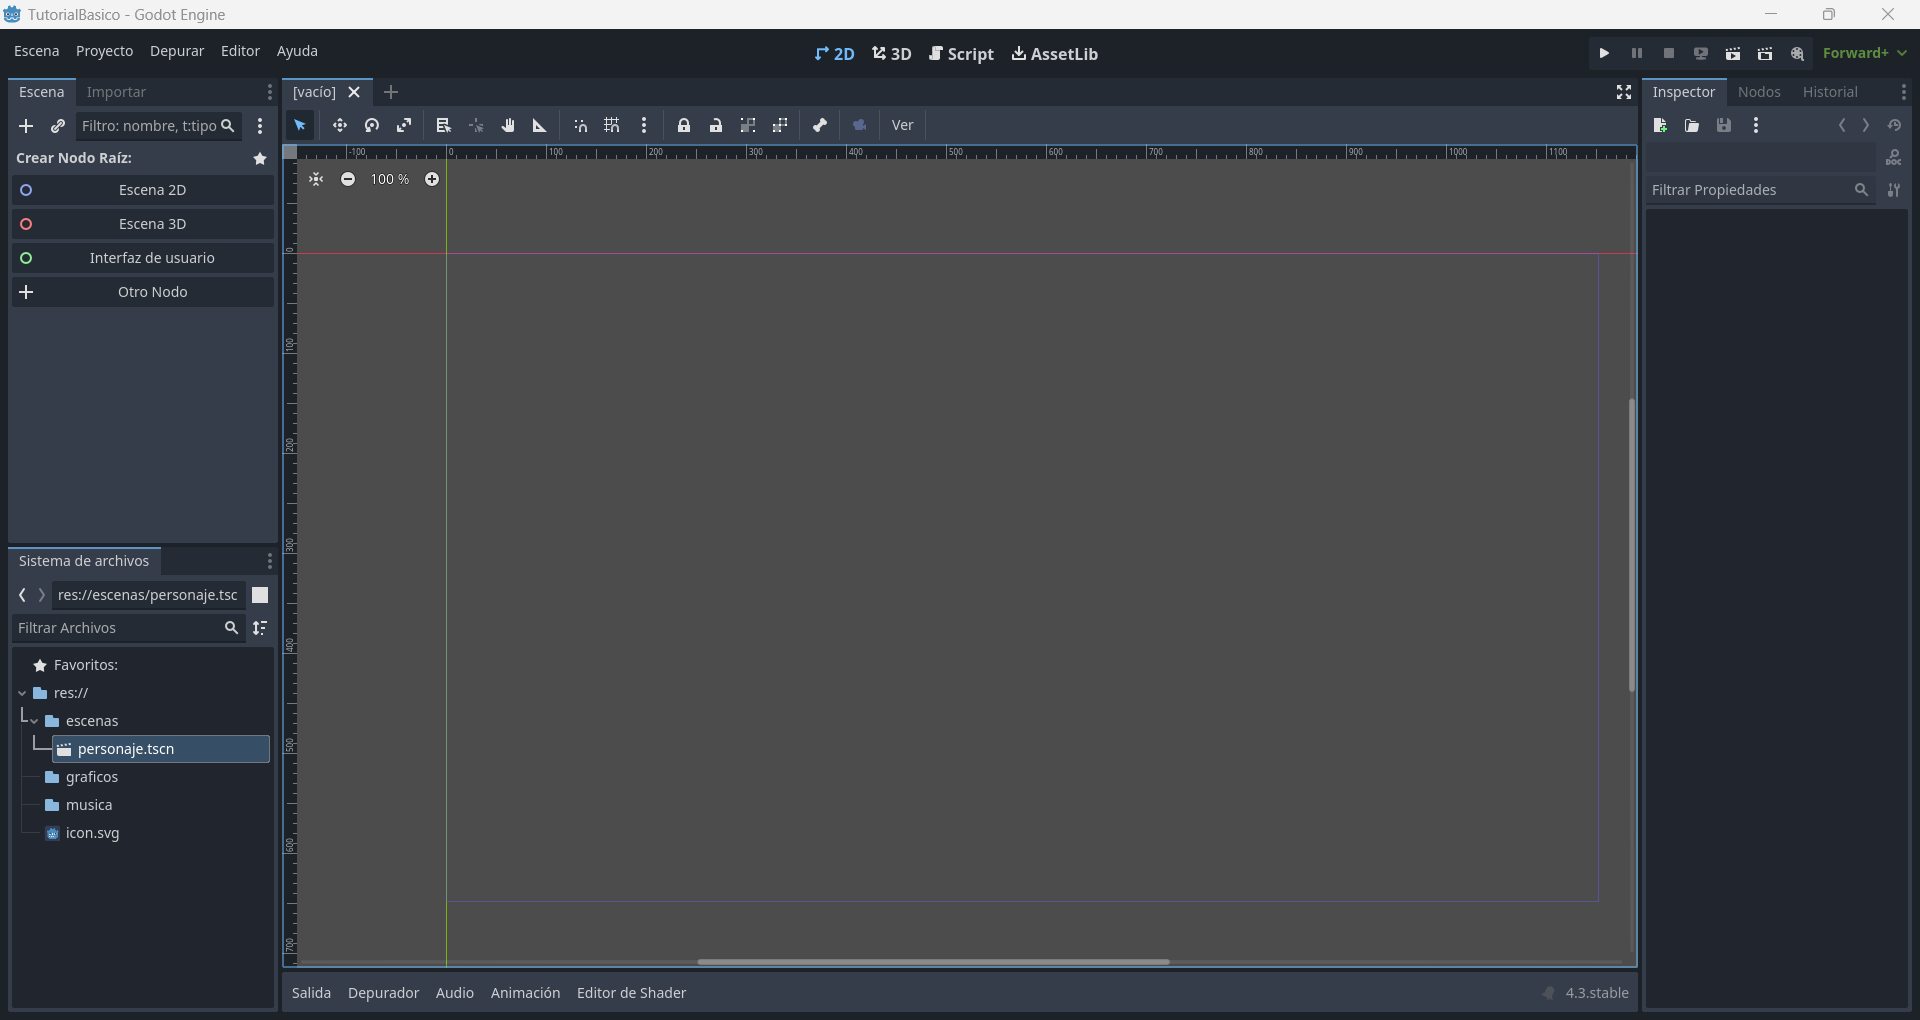 TutorialBasico - Godot Engine
Escena Proyecto Depurar Editor Ayuda
2D 3D Script AssetLib
Forward+
Escena Importar
[vacío]
Inspector Nodos Historial
Filtro: nombre, t:tipo
Ver
Crear Nodo Raíz:
Escena 2D
Escena 3D
Interfaz de usuario
Otro Nodo
-100 0 100 200 300 400 500 600 700 800 900 1000 1100
100 %
0
100
200
300
400
500
600
700
DOC
Filtrar Propiedades
Sistema de archivos
res://escenas/personaje.tsc
Filtrar Archivos
Favoritos:
res://
escenas
personaje.tscn
graficos
musica
icon.svg
Salida Depurador Audio Animación Editor de Shader
4.3.stable